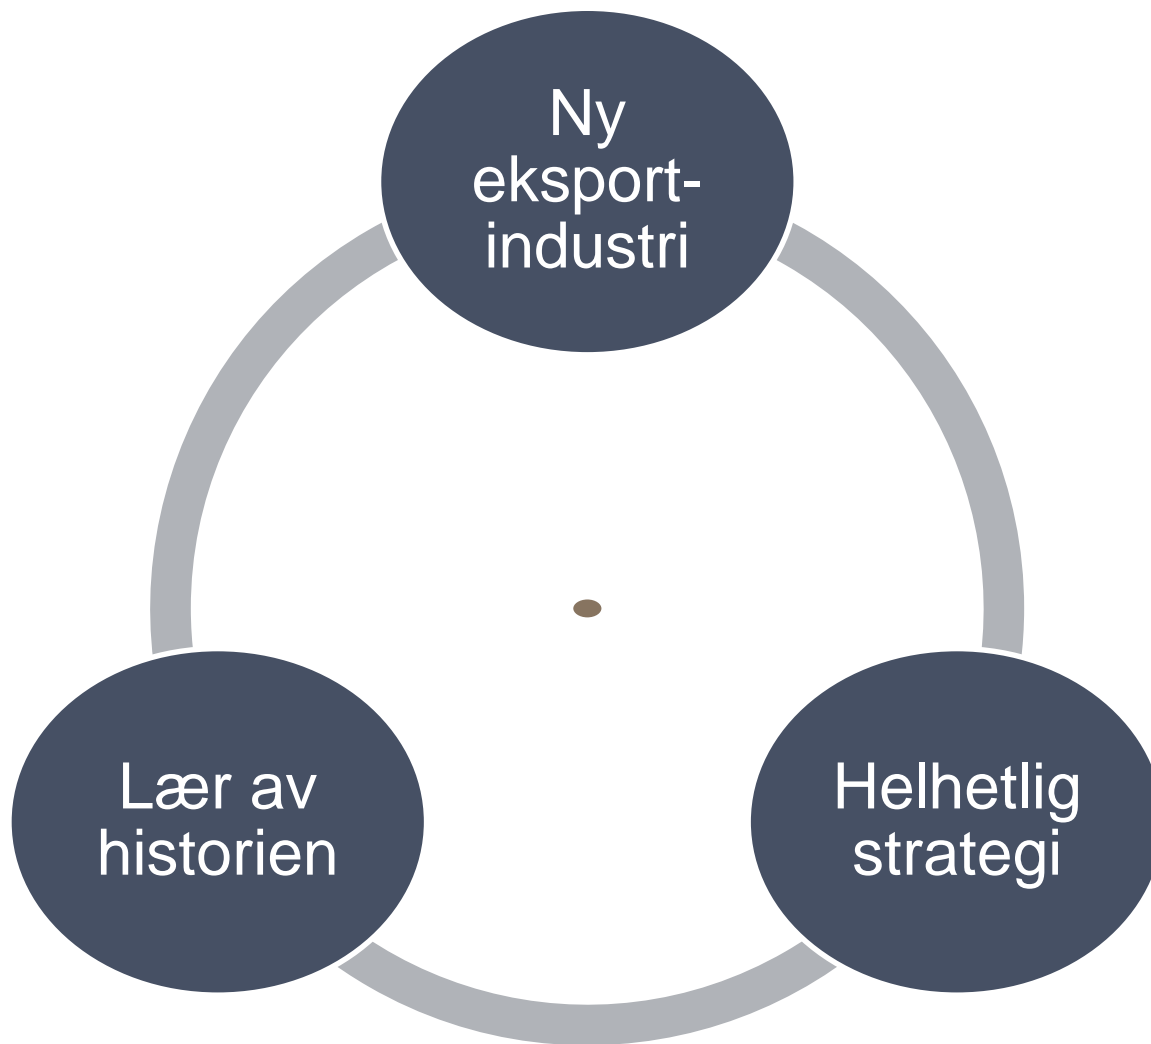 Ny
eksport-
industri
Lær av
historien
Helhetlig
strategi